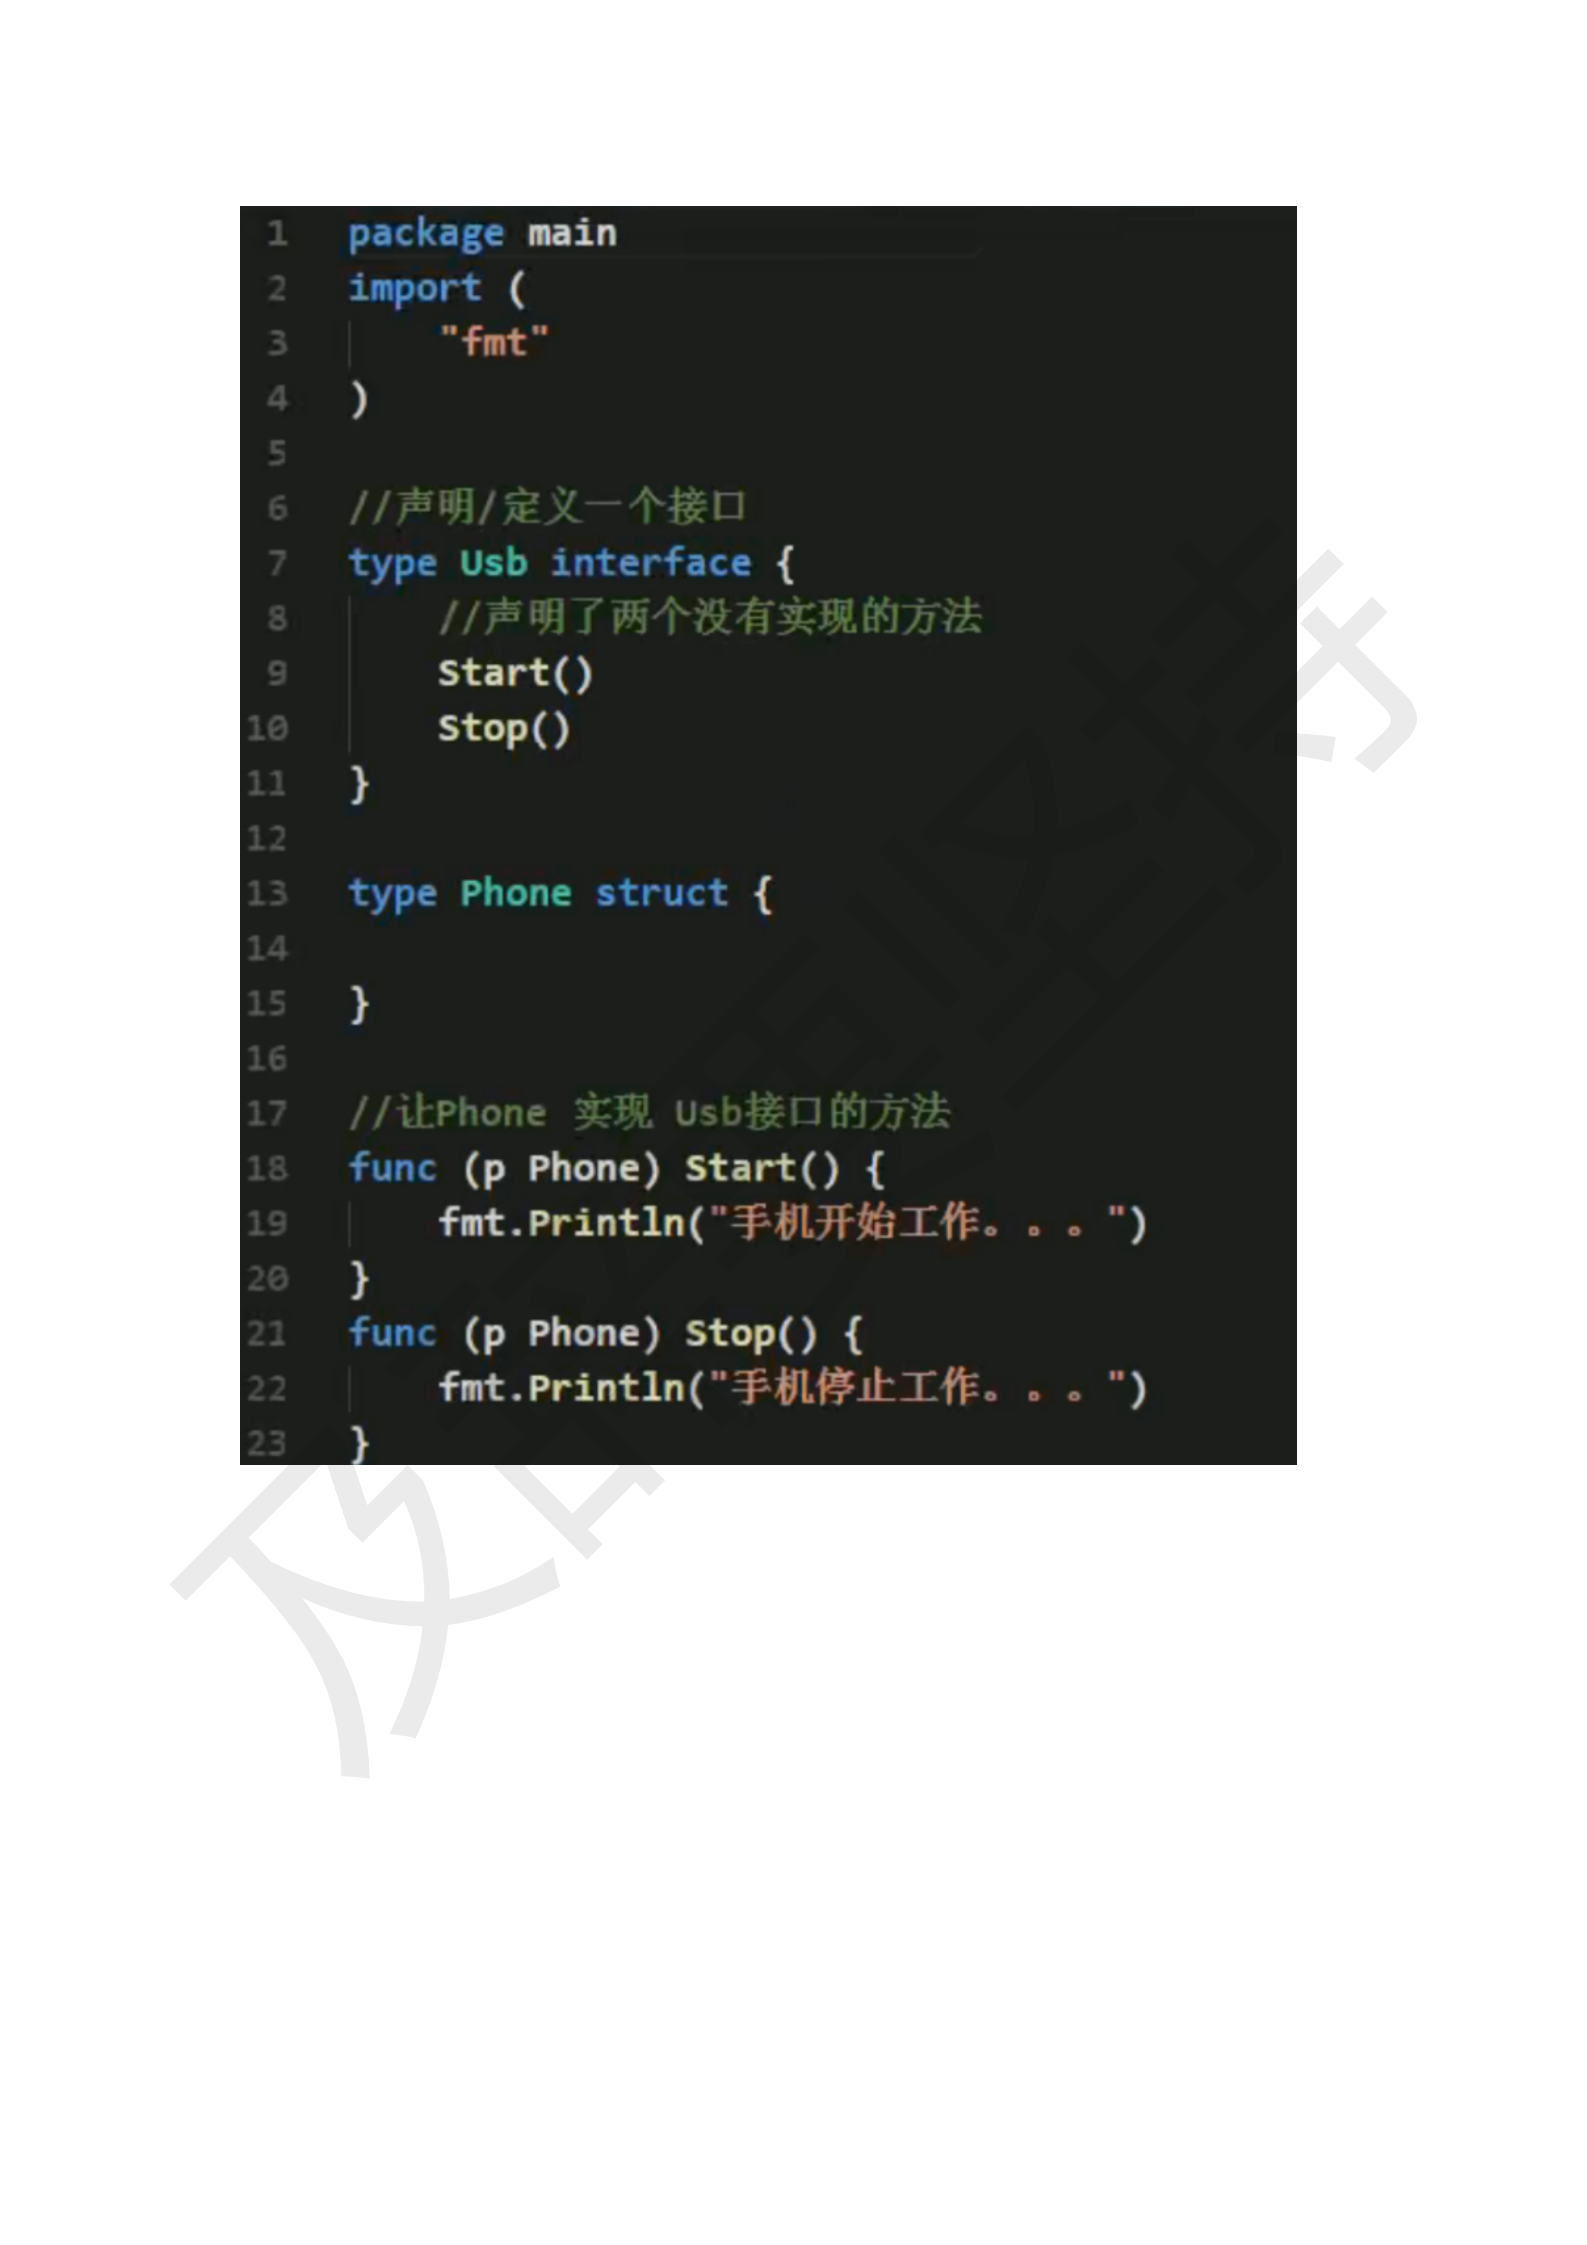 1 package main
2 import (
3 "fmt"
4 )
5
6 //声明/定义一个接口
7 type Usb interface {
8 //声明了两个没有实现的方法
9 Start()
10 Stop()
11 }
12
13 type Phone struct {
14
15 }
16
17 //让Phone 实现 Usb接口的方法
18 func (p Phone) Start() {
19 fmt.Println("手机开始工作。。。")
20 }
21 func (p Phone) Stop() {
22 fmt.Println("手机停止工作。。。")
23 }